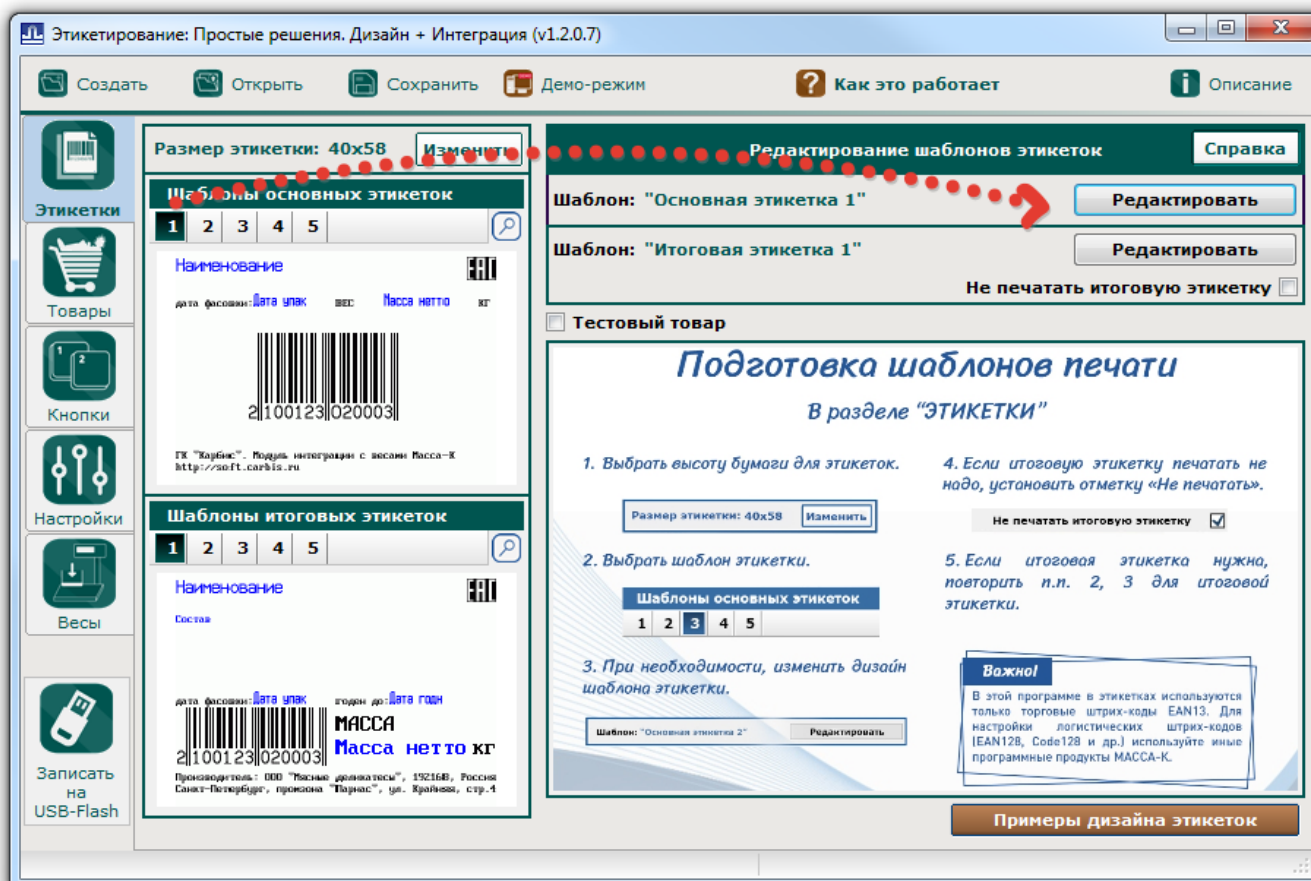 Этикетирование: Простые решения. Дизайн + Интеграция (v1.2.0.7)
Создать
Открыть
Сохранить
Демо-режим
Как это работает
Описание
Этикетки
Товары
Кнопки
Настройки
Весы
Записать
на
USB-Flash
Размер этикетки: 40x58
Изменить
Шаблоны основных этикеток
1 2 3 4 5
Наименование
дата фасовки: Дата упак вес Масса нетто кг
2 100123 020003
ГК "Карбис". Модуль интеграции с весами Масса-К
http://soft.carbis.ru
Шаблоны итоговых этикеток
1 2 3 4 5
Наименование
Состав
дата фасовки: Дата упак годен до: Дата годн
МАССА
Масса нетто кг
2 100123 020003
Производитель: ООО "Мясные деликатесы", 192168, Россия
Санкт-Петербург, промзона "Парнас", ул. Крайняя, стр.4
Редактирование шаблонов этикеток
Справка
Шаблон: "Основная этикетка 1"
Редактировать
Шаблон: "Итоговая этикетка 1"
Редактировать
Не печатать итоговую этикетку
Тестовый товар
Подготовка шаблонов печати
В разделе “ЭТИКЕТКИ”
1. Выбрать высоту бумаги для этикеток.
Размер этикетки: 40x58 Изменить
2. Выбрать шаблон этикетки.
Шаблоны основных этикеток
1 2 3 4 5
3. При необходимости, изменить дизайн
шаблона этикетки.
Шаблон: "Основная этикетка 2" Редактировать
4. Если итоговую этикетку печатать не
надо, установить отметку «Не печатать».
Не печатать итоговую этикетку
5. Если итоговая этикетка нужна,
повторить п.п. 2, 3 для итоговой
этикетки.
Важно!
В этой программе в этикетках используются
только торговые штрих-коды EAN13. Для
настройки логистических штрих-кодов
(EAN128, Code128 и др.) используйте иные
программные продукты МАССА-К.
Примеры дизайна этикеток